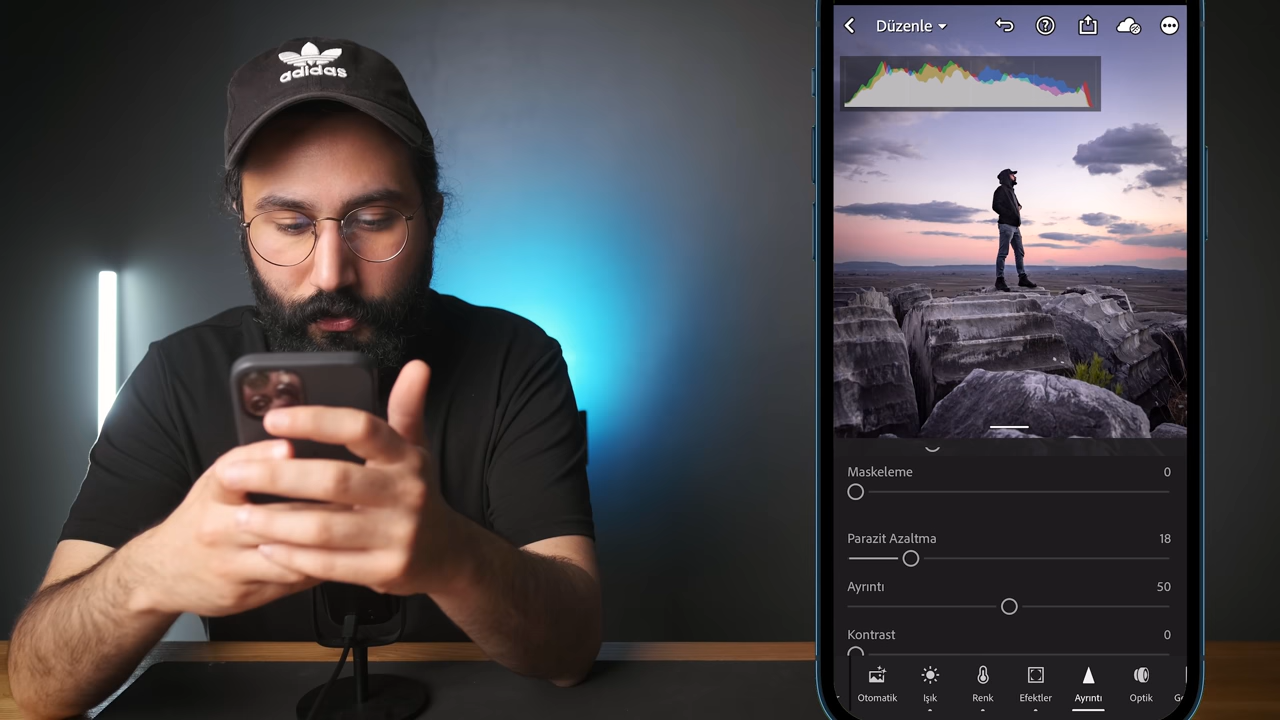 adidas
Düzenle
Maskeleme 0
Parazit Azaltma 18
Ayrıntı 50
Kontrast 0
Otomatik Işık Renk Efektler Ayrıntı Optik